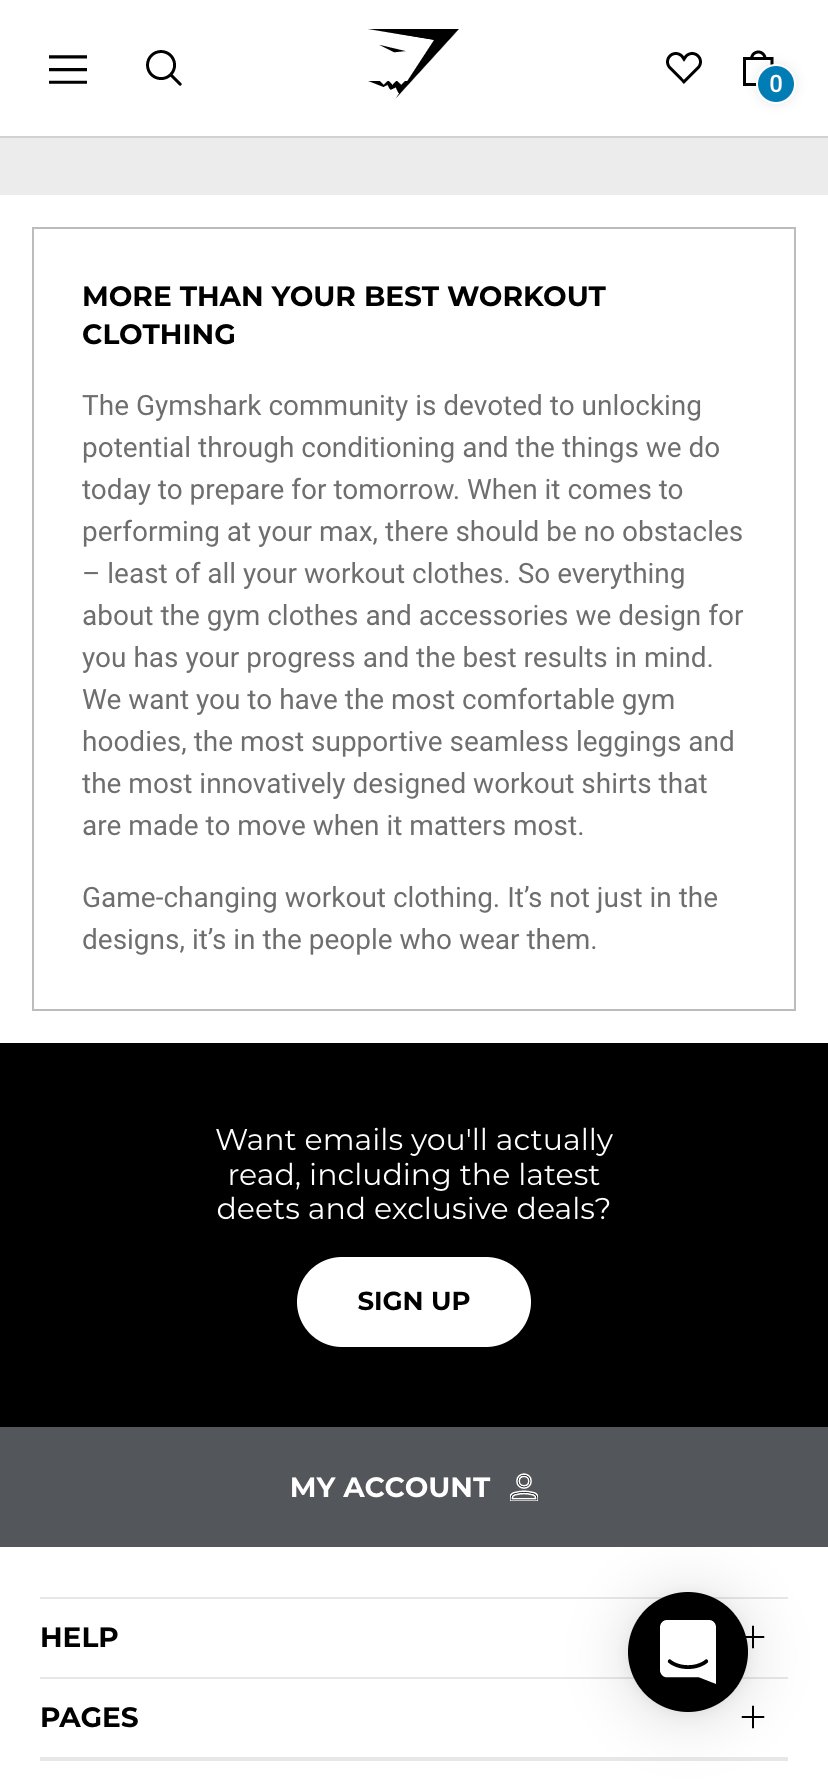 0
MORE THAN YOUR BEST WORKOUT
CLOTHING
The Gymshark community is devoted to unlocking
potential through conditioning and the things we do
today to prepare for tomorrow. When it comes to
performing at your max, there should be no obstacles
– least of all your workout clothes. So everything
about the gym clothes and accessories we design for
you has your progress and the best results in mind.
We want you to have the most comfortable gym
hoodies, the most supportive seamless leggings and
the most innovatively designed workout shirts that
are made to move when it matters most.
Game-changing workout clothing. It’s not just in the
designs, it’s in the people who wear them.
Want emails you'll actually
read, including the latest
deets and exclusive deals?
SIGN UP
MY ACCOUNT
HELP
PAGES